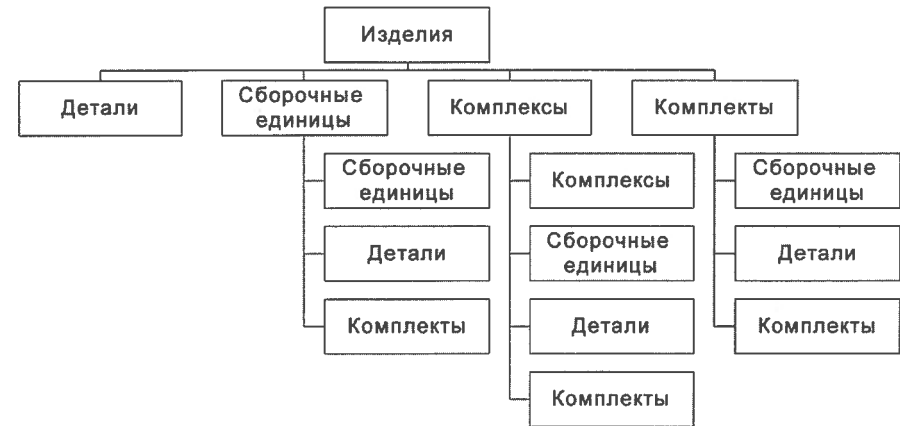 Изделия
Детали
Сборочные
единицы
Комплексы
Комплекты
Сборочные
единицы
Детали
Комплекты
Комплексы
Сборочные
единицы
Детали
Комплекты
Сборочные
единицы
Детали
Комплекты